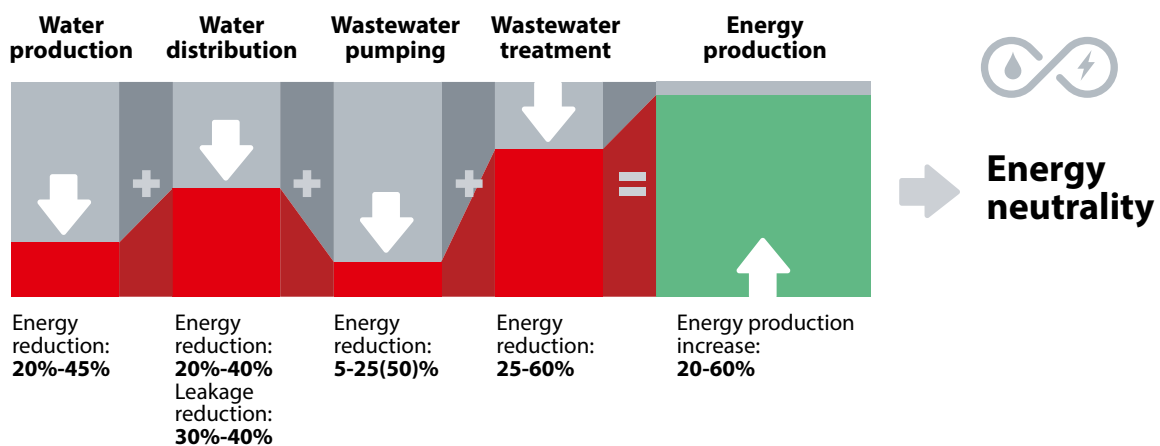 Water
production
Water
distribution
Wastewater
pumping
Wastewater
treatment
Energy
production
+
+
+
=
Energy
neutrality
Energy
reduction:
20%-45%
Energy
reduction:
20%-40%
Leakage
reduction:
30%-40%
Energy
reduction:
5-25(50)%
Energy
reduction:
25-60%
Energy production
increase:
20-60%